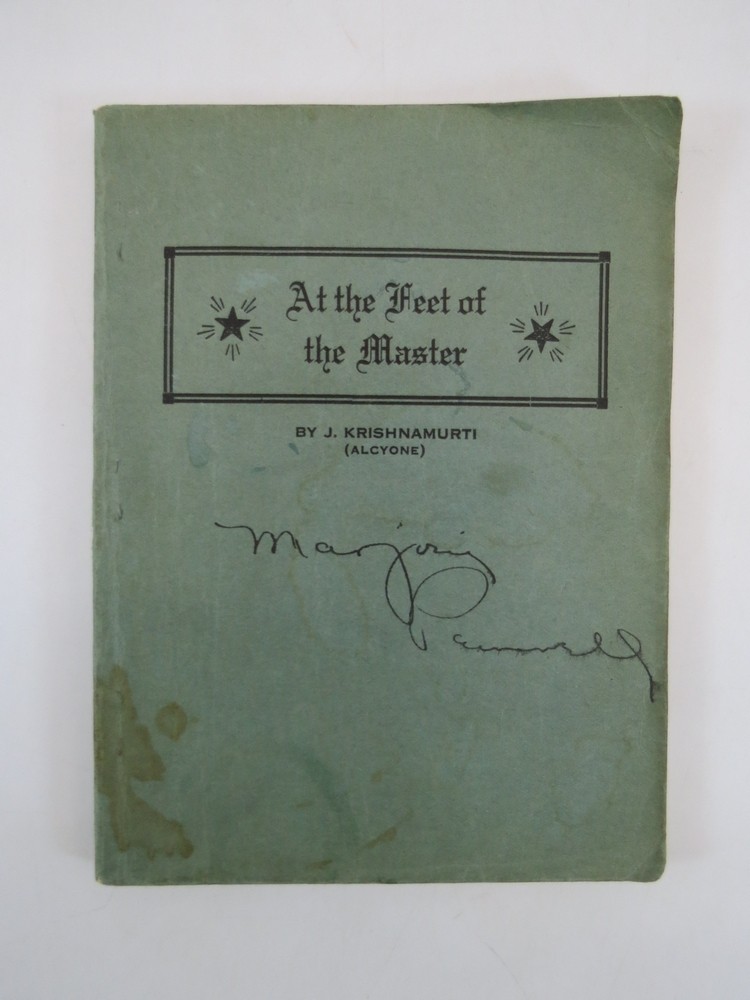 At the Feet of
the Master
BY J. KRISHNAMURTI
(ALCYONE)
Marjorie